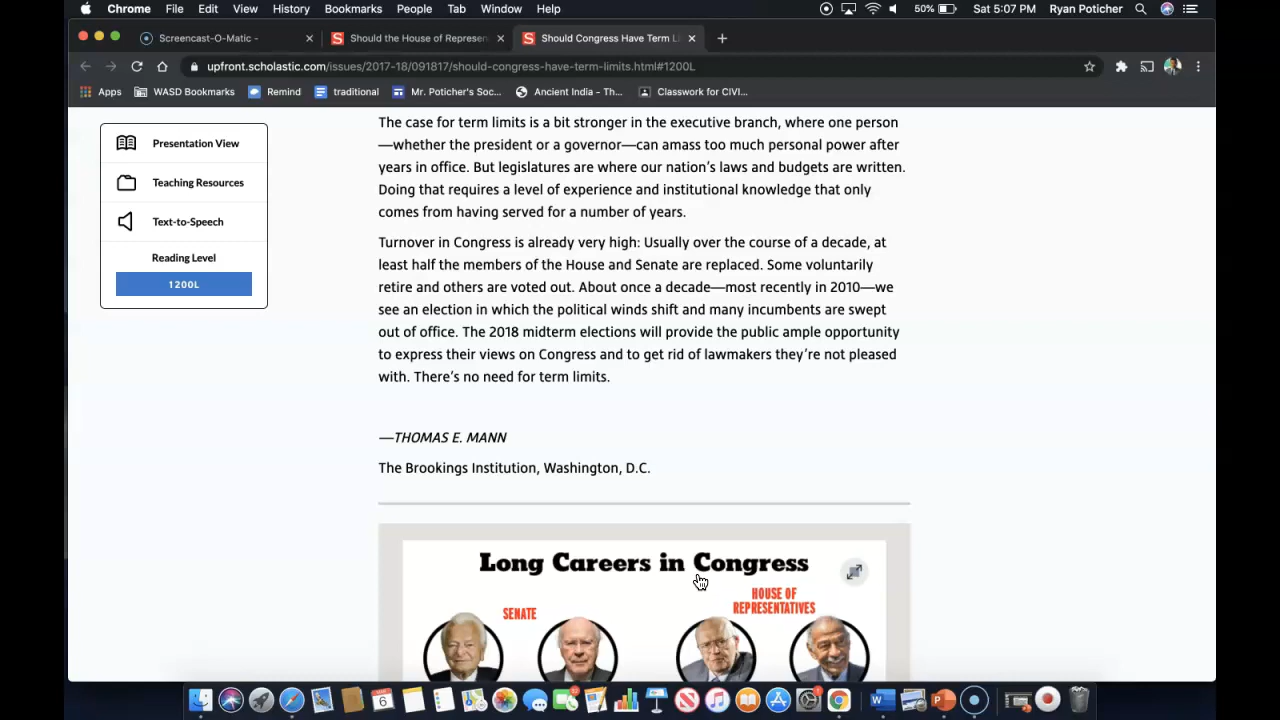 Chrome File Edit View History Bookmarks People Tab Window Help 50% Sat 5:07 PM Ryan Poticher
Screencast-O-Matic - Should the House of Represen Should Congress Have Term Li
upfront.scholastic.com/issues/2017-18/091817/should-congress-have-term-limits.html#1200L
Apps WASD Bookmarks Remind traditional Mr. Poticher's Soc... Ancient India - Th... Classwork for CIVI...
Presentation View
Teaching Resources
Text-to-Speech
Reading Level
1200L
The case for term limits is a bit stronger in the executive branch, where one person
—whether the president or a governor—can amass too much personal power after
years in office. But legislatures are where our nation's laws and budgets are written.
Doing that requires a level of experience and institutional knowledge that only
comes from having served for a number of years.
Turnover in Congress is already very high: Usually over the course of a decade, at
least half the members of the House and Senate are replaced. Some voluntarily
retire and others are voted out. About once a decade—most recently in 2010—we
see an election in which the political winds shift and many incumbents are swept
out of office. The 2018 midterm elections will provide the public ample opportunity
to express their views on Congress and to get rid of lawmakers they're not pleased
with. There's no need for term limits.
—THOMAS E. MANN
The Brookings Institution, Washington, D.C.
Long Careers in Congress
SENATE
HOUSE OF
REPRESENTATIVES
6